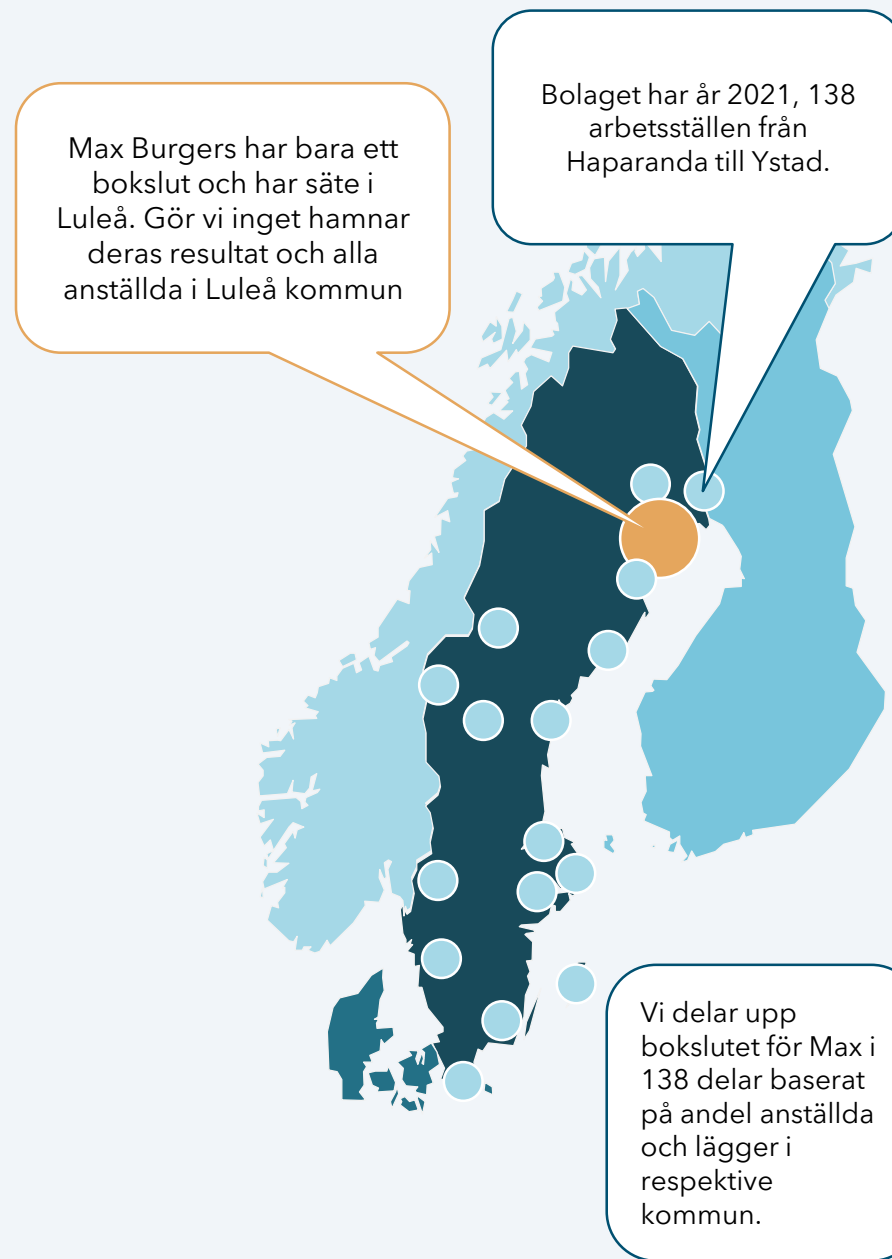 Max Burgers har bara ett
bokslut och har säte i
Luleå. Gör vi inget hamnar
deras resultat och alla
anställda i Luleå kommun
Bolaget har år 2021, 138
arbetsställen från
Haparanda till Ystad.
Vi delar upp
bokslutet för Max i
138 delar baserat
på andel anställda
och lägger i
respektive
kommun.